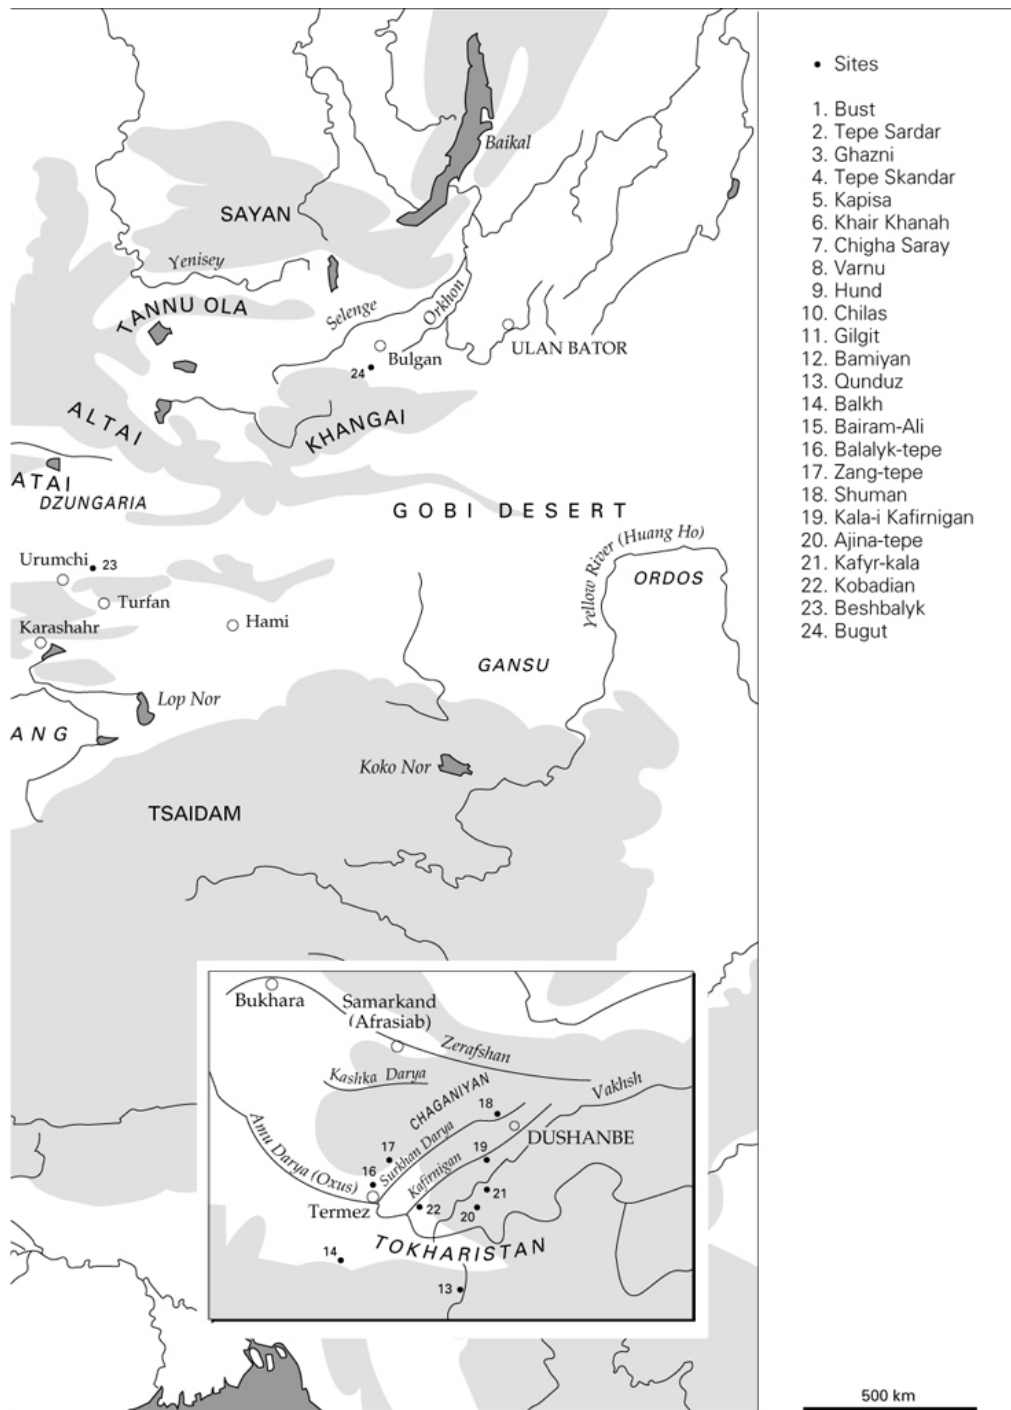 Baikal
SAYAN
Yenisey
TANNU OLA
Selenge
Orkhon
Bulgan
ULAN BATOR
24
ALTAI
KHANGAI
ATAI
DZUNGARIA
GOBI DESERT
Urumchi
23
Turfan
Karashahr
Hami
Yellow River (Huang Ho)
ORDOS
GANSU
Lop Nor
ANG
Koko Nor
TSAIDAM
Bukhara
Samarkand
(Afrasiab)
Zerafshan
Kashka Darya
CHAGANIYAN
Vakhsh
18
DUSHANBE
Amu Darya (Oxus)
17
Surkhan Darya
19
16
Kafirnigan
21
Termez
22
20
TOKHARISTAN
14
13
• Sites
1. Bust
2. Tepe Sardar
3. Ghazni
4. Tepe Skandar
5. Kapisa
6. Khair Khanah
7. Chigha Saray
8. Varnu
9. Hund
10. Chilas
11. Gilgit
12. Bamiyan
13. Qunduz
14. Balkh
15. Bairam-Ali
16. Balalyk-tepe
17. Zang-tepe
18. Shuman
19. Kala-i Kafirnigan
20. Ajina-tepe
21. Kafyr-kala
22. Kobadian
23. Beshbalyk
24. Bugut
500 km